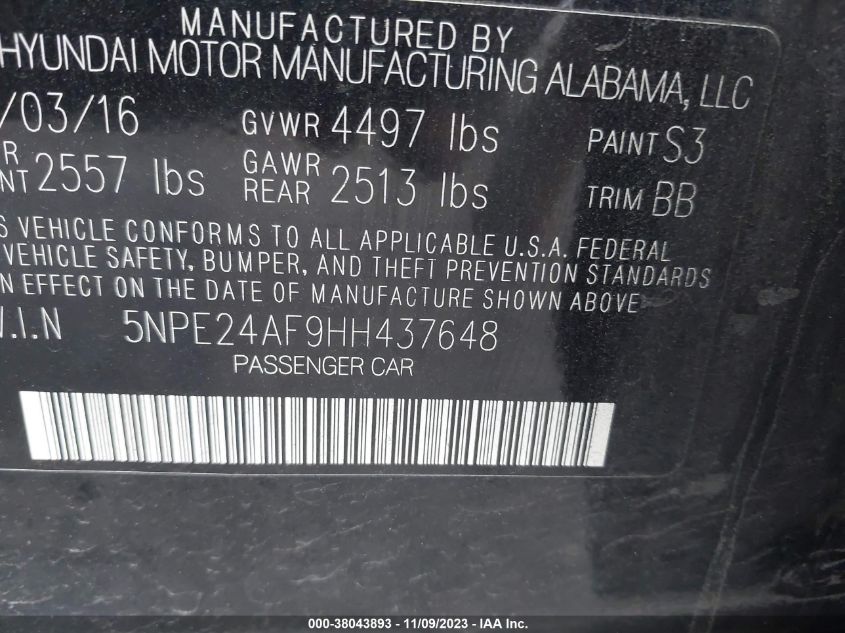 MANUFACTURED BY
HYUNDAI MOTOR MANUFACTURING ALABAMA, LLC
/03/16 GVWR 4497 lbs PAINT S3
R GAWR
NT 2557 lbs REAR 2513 lbs TRIM BB
S VEHICLE CONFORMS TO ALL APPLICABLE U.S.A. FEDERAL
VEHICLE SAFETY, BUMPER, AND THEFT PREVENTION STANDARDS
N EFFECT ON THE DATE OF MANUFACTURE SHOWN ABOVE
V.I.N 5NPE24AF9HH437648
PASSENGER CAR
000-38043893 - 11/09/2023 - IAA Inc.